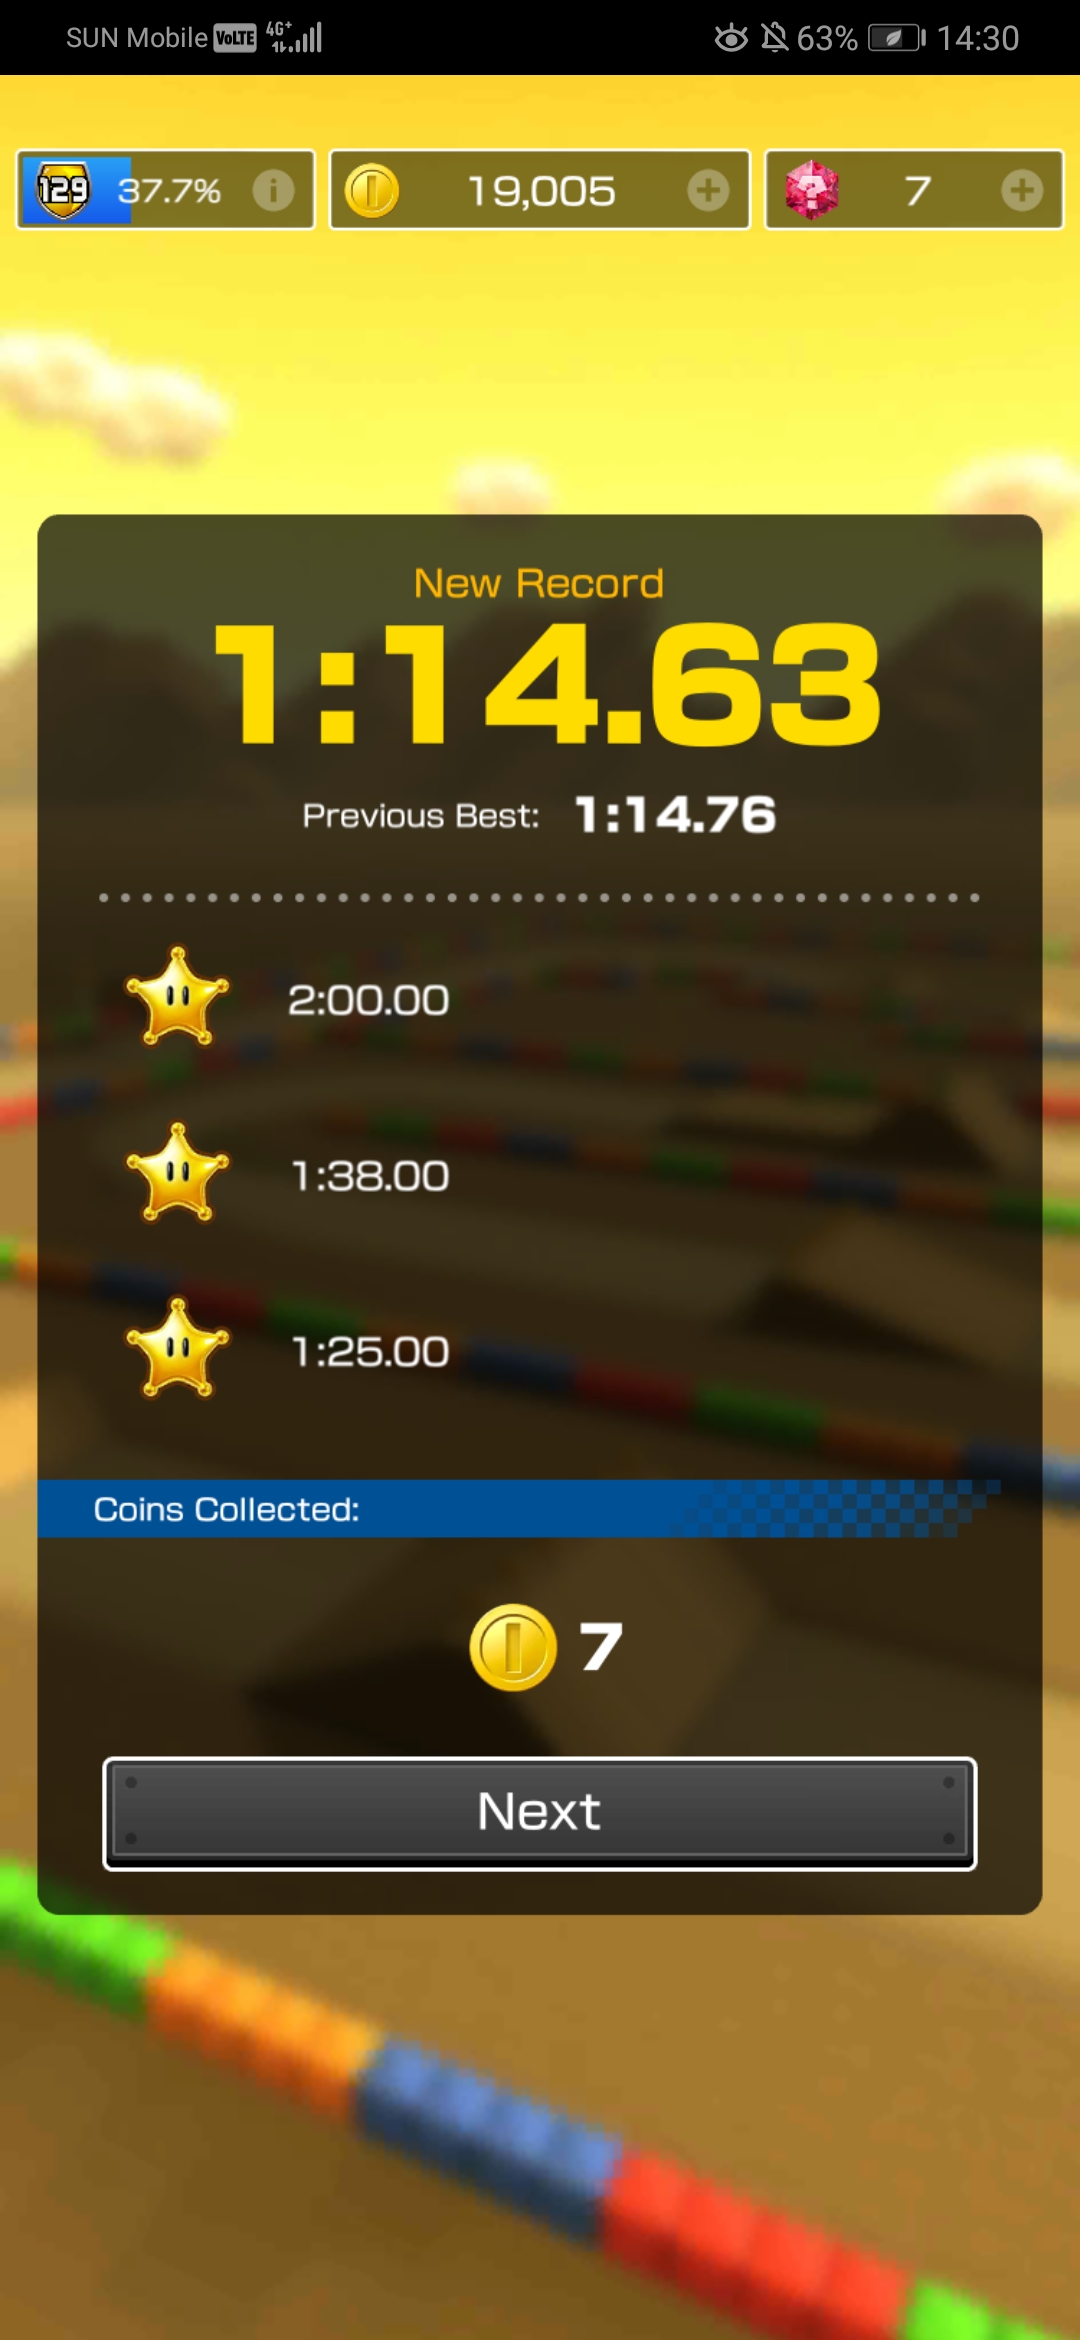 SUN Mobile VoLTE 4G+ 63% 14:30
129 37.7% i 19,005 + 7 +
New Record
1:14.63
Previous Best: 1:14.76
2:00.00
1:38.00
1:25.00
Coins Collected:
7
Next